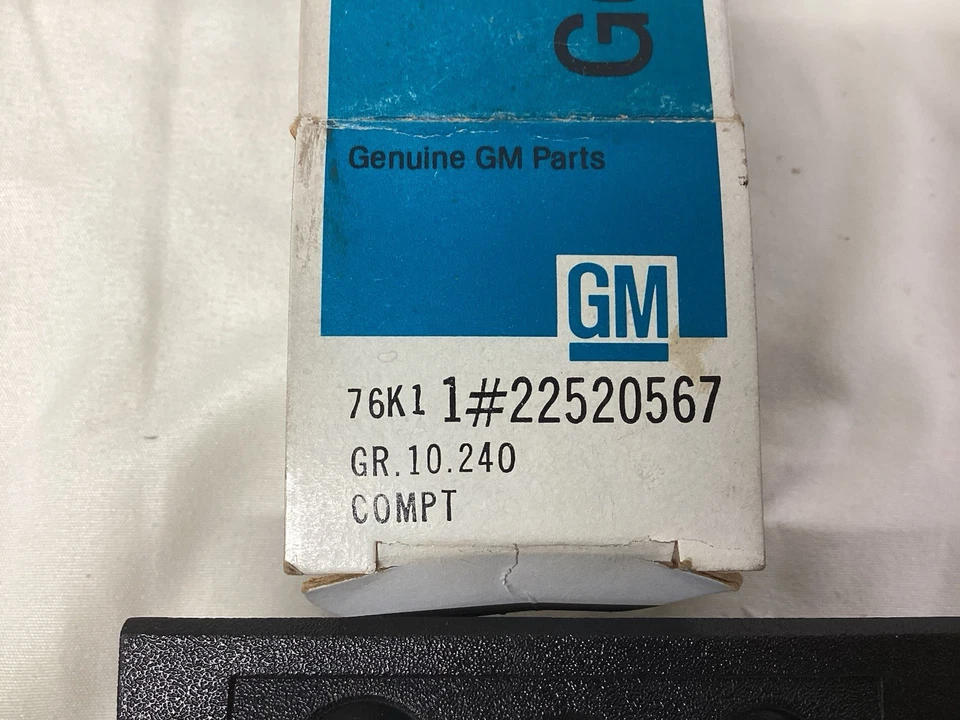 Genuine GM Parts
GM
76K1 1#22520567
GR.10.240
COMPT